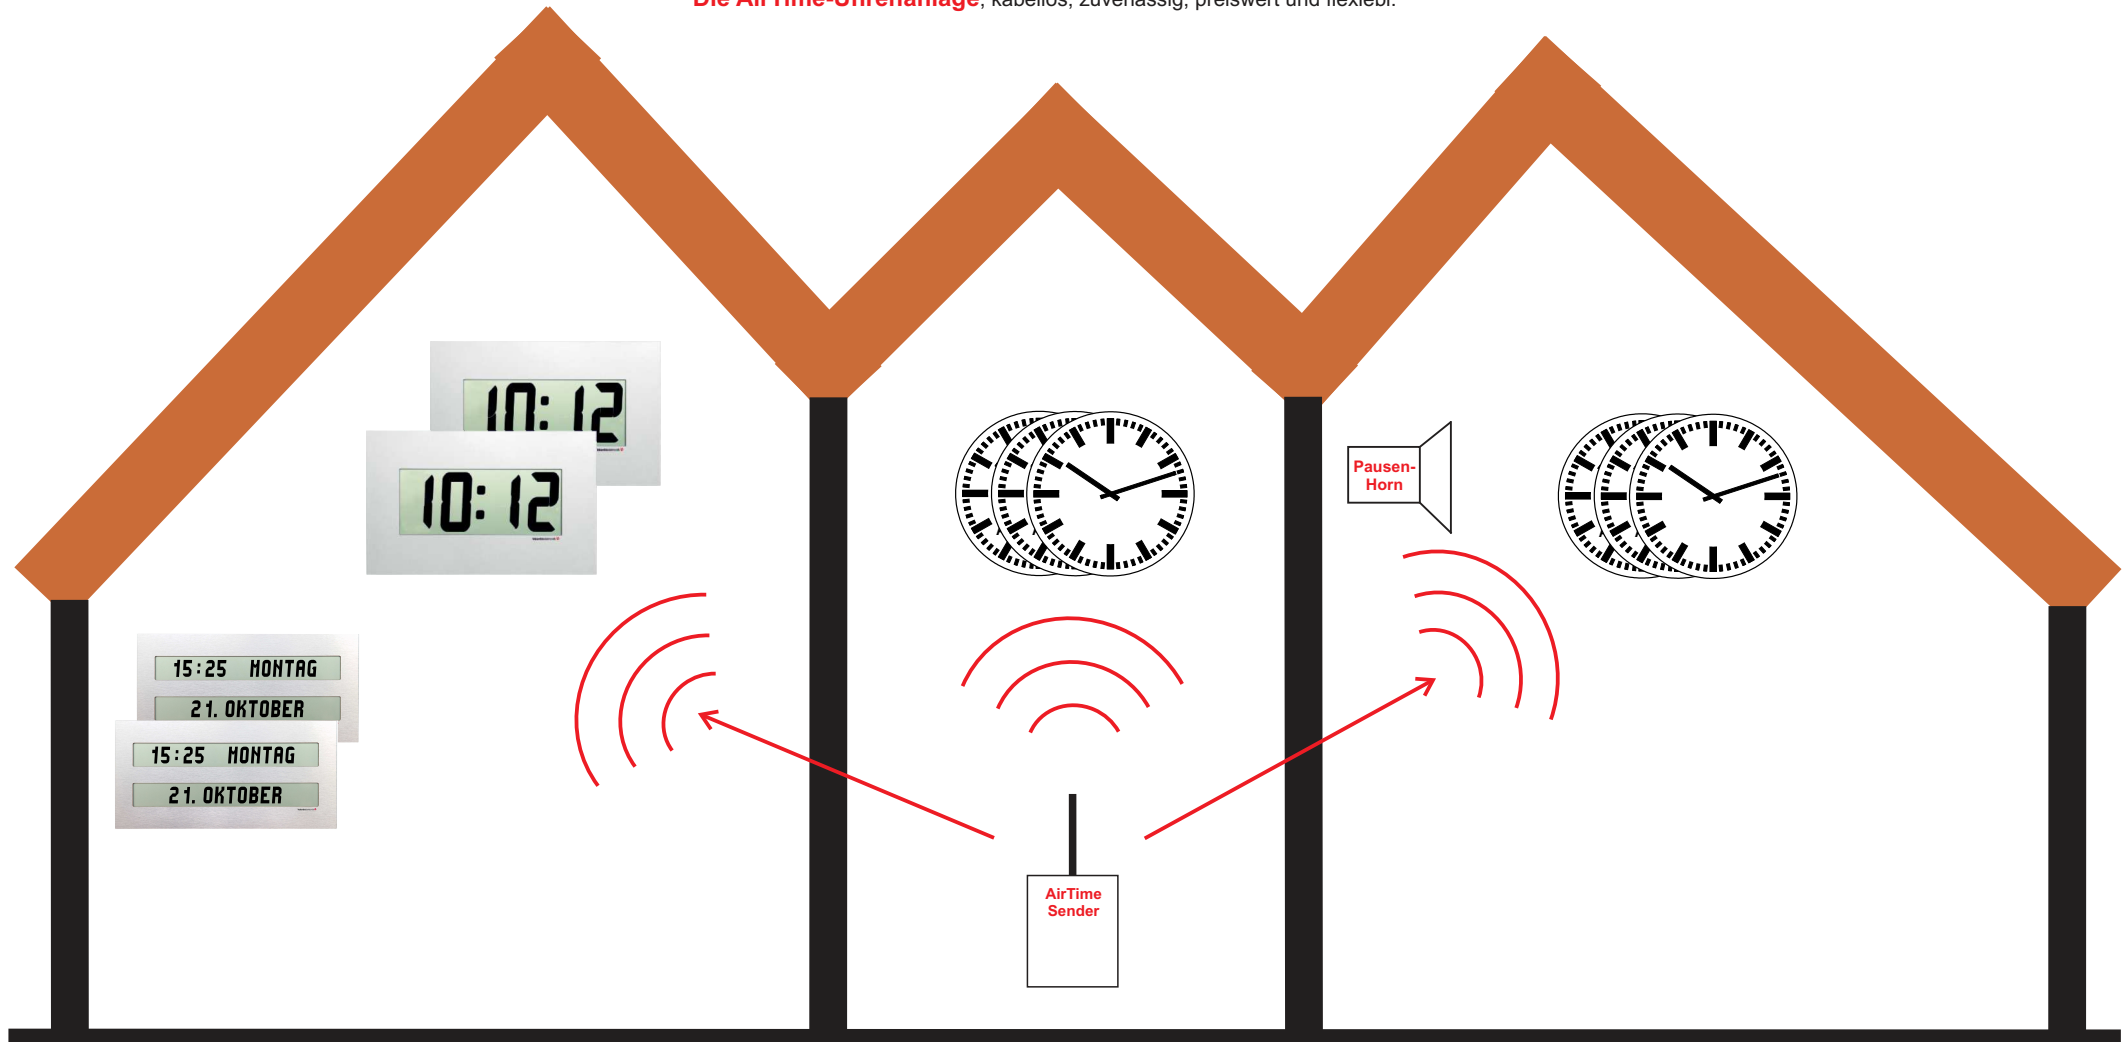 Die AirTime-Uhrenanlage, kabellos, zuverlässig, preiswert und flexiebl.
10:12
10:12
Pausen-
Horn
15:25 MONTAG
21. OKTOBER
15:25 MONTAG
21. OKTOBER
AirTime
Sender